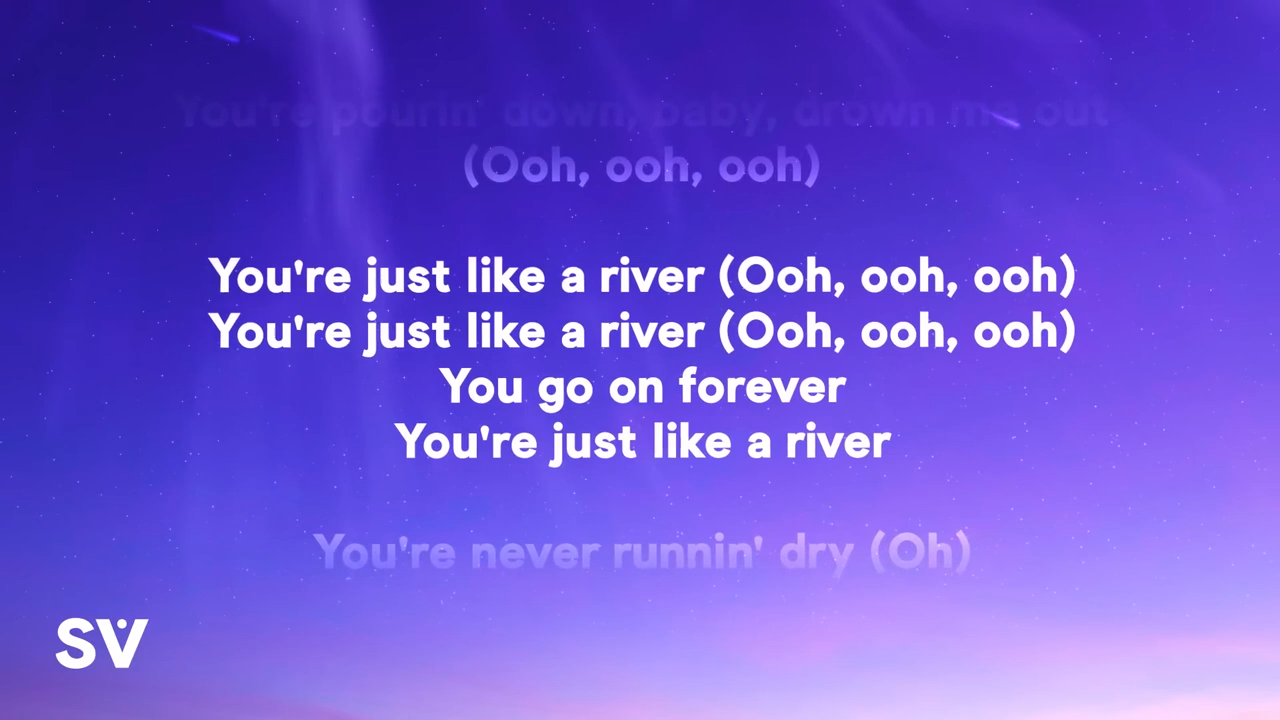 You're pourin' down, baby, drown me out
(Ooh, ooh, ooh)
You're just like a river (Ooh, ooh, ooh)
You're just like a river (Ooh, ooh, ooh)
You go on forever
You're just like a river
You're never runnin' dry (Oh)
SV